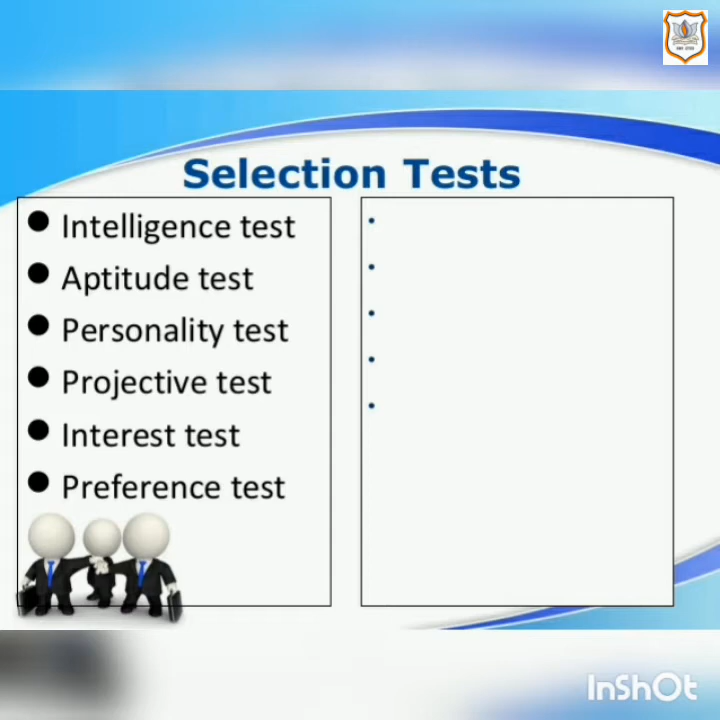 Selection Tests
Intelligence test
Aptitude test
Personality test
Projective test
Interest test
Preference test
InShOt